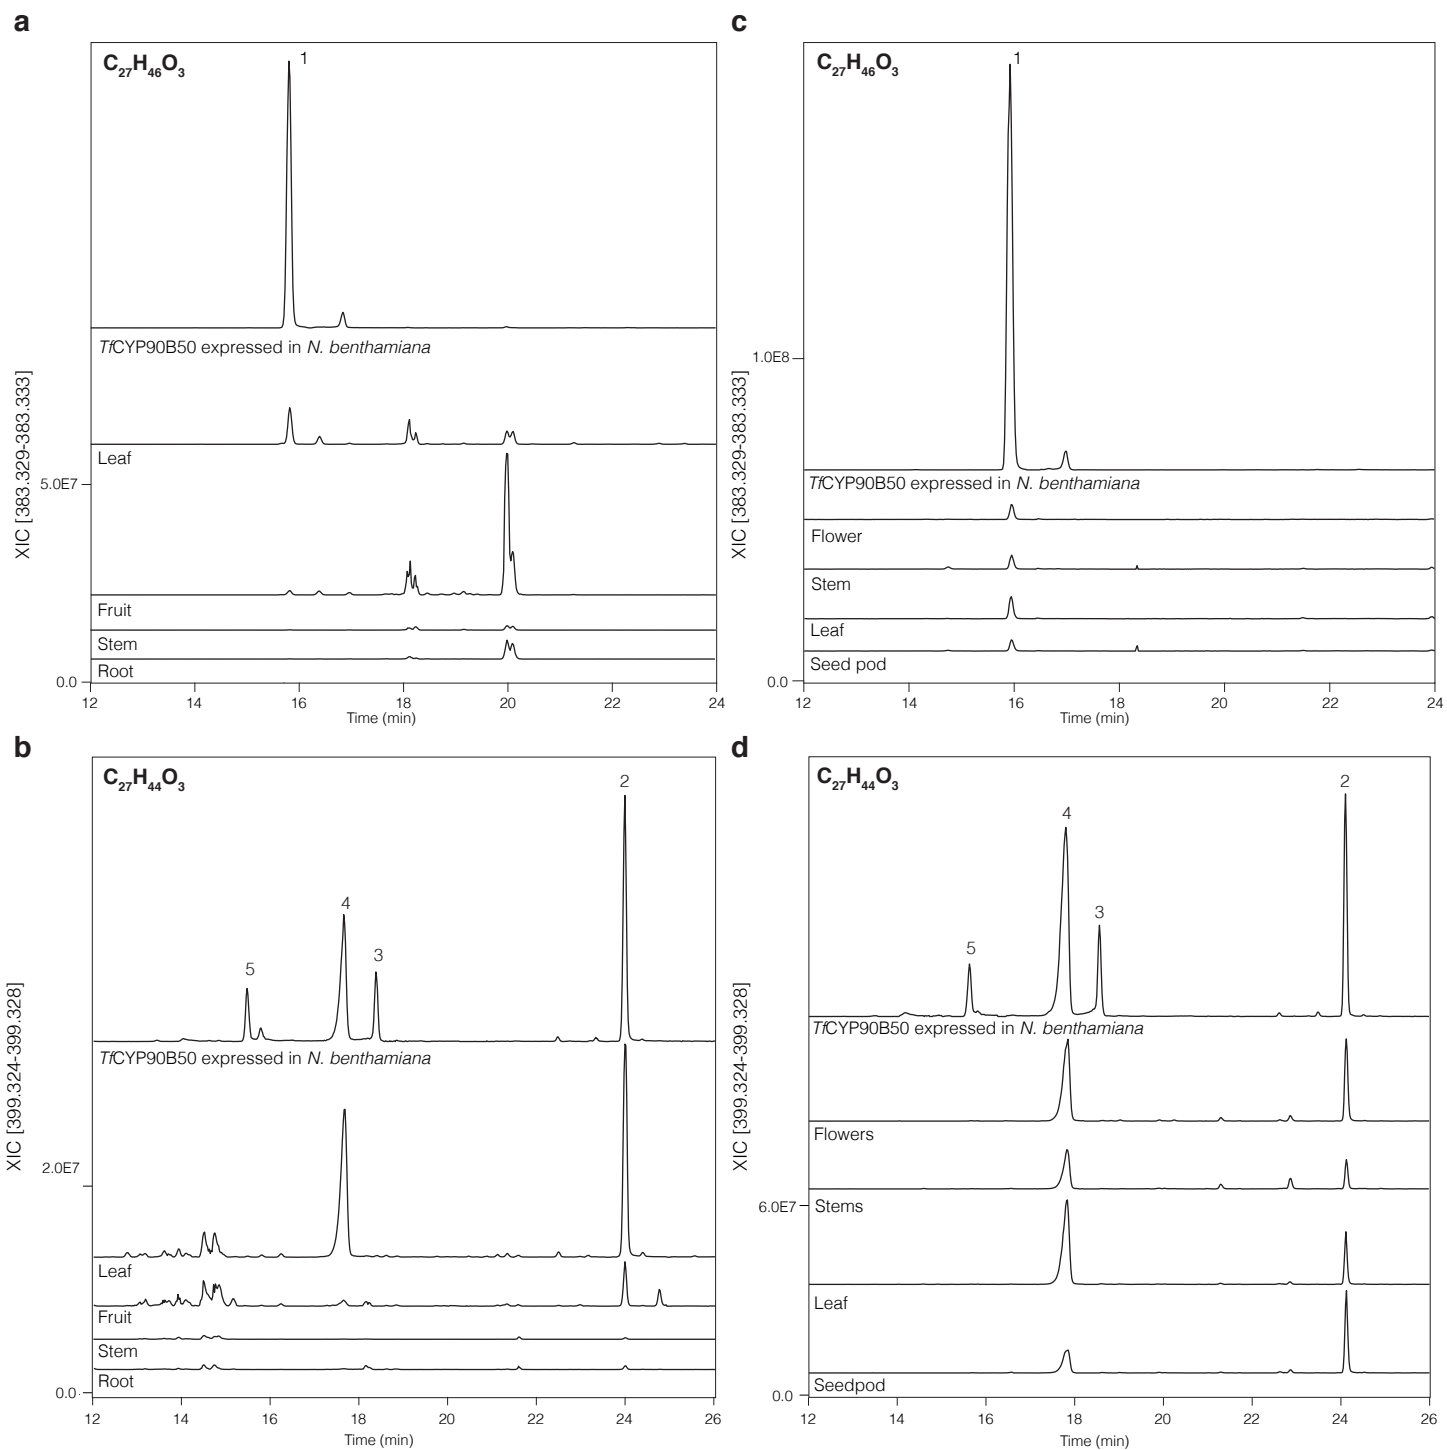 a
C27H46O3
1
TfCYP90B50 expressed in N. benthamiana
Leaf
Fruit
Stem
Root
XIC [383.329-383.333]
5.0E7
0.0
12 14 16 18 20 22 24
Time (min)
c
C27H46O3
1
TfCYP90B50 expressed in N. benthamiana
Flower
Stem
Leaf
Seed pod
XIC [383.329-383.333]
1.0E8
0.0
12 14 16 18 20 22 24
Time (min)
b
C27H44O3
5
4
3
2
TfCYP90B50 expressed in N. benthamiana
Leaf
Fruit
Stem
Root
XIC [399.324-399.328]
2.0E7
0.0
12 14 16 18 20 22 24 26
Time (min)
d
C27H44O3
5
4
3
2
TfCYP90B50 expressed in N. benthamiana
Flowers
Stems
Leaf
Seedpod
XIC [399.324-399.328]
6.0E7
0.0
12 14 16 18 20 22 24 26
Time (min)